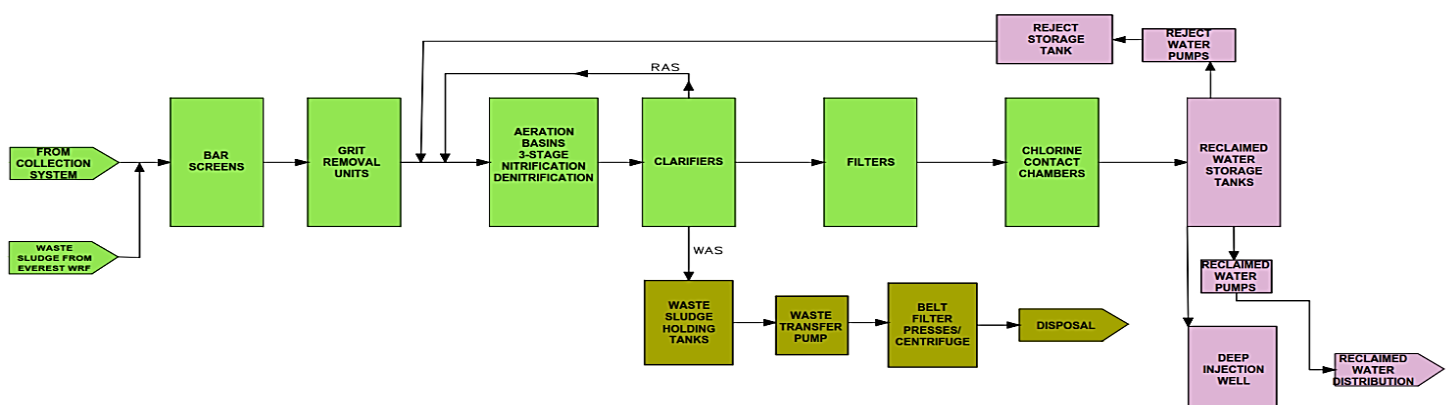 REJECT
STORAGE
TANK
REJECT
WATER
PUMPS
RAS
FROM
COLLECTION
SYSTEM
BAR
SCREENS
GRIT
REMOVAL
UNITS
AERATION
BASINS
3-STAGE
NITRIFICATION
DENITRIFICATION
CLARIFIERS
FILTERS
CHLORINE
CONTACT
CHAMBERS
RECLAIMED
WATER
STORAGE
TANKS
WASTE
SLUDGE FROM
EVEREST WRF
WAS
RECLAIMED
WATER
PUMPS
WASTE
SLUDGE
HOLDING
TANKS
WASTE
TRANSFER
PUMP
BELT
FILTER
PRESSES/
CENTRIFUGE
DISPOSAL
DEEP
INJECTION
WELL
RECLAIMED
WATER
DISTRIBUTION